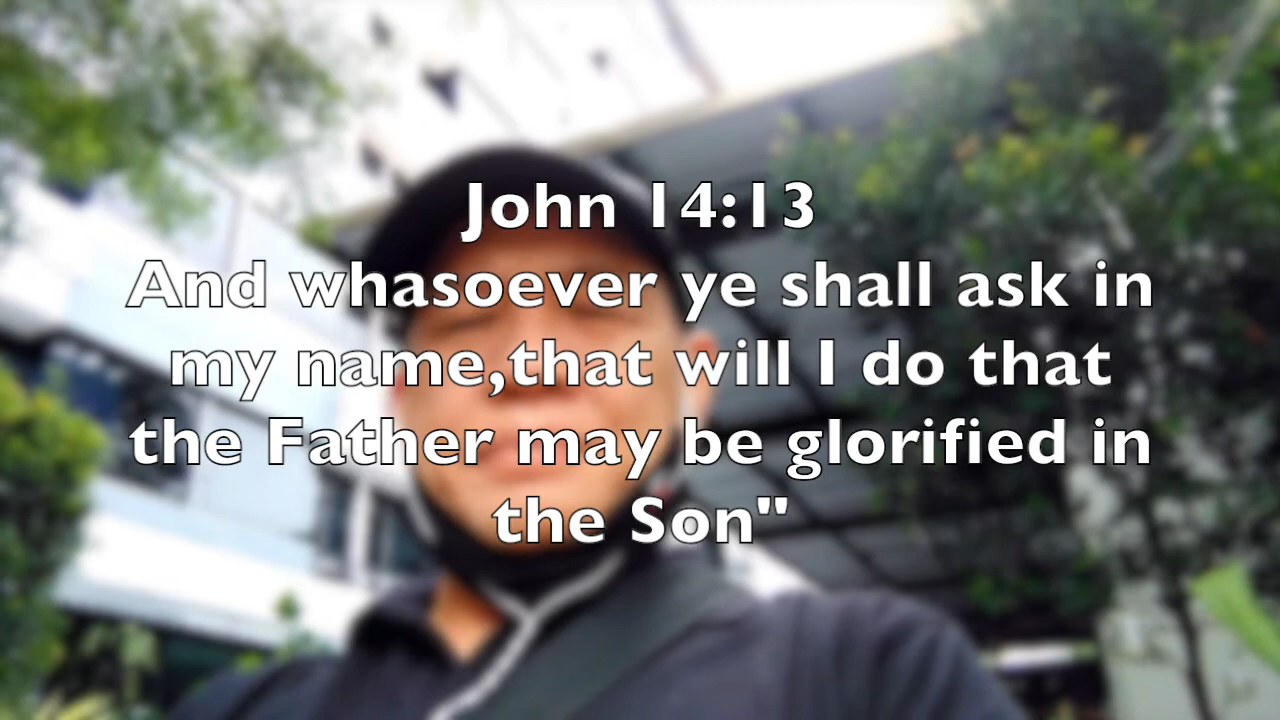 John 14:13
And whasoever ye shall ask in
my name,that will I do that
the Father may be glorified in
the Son"